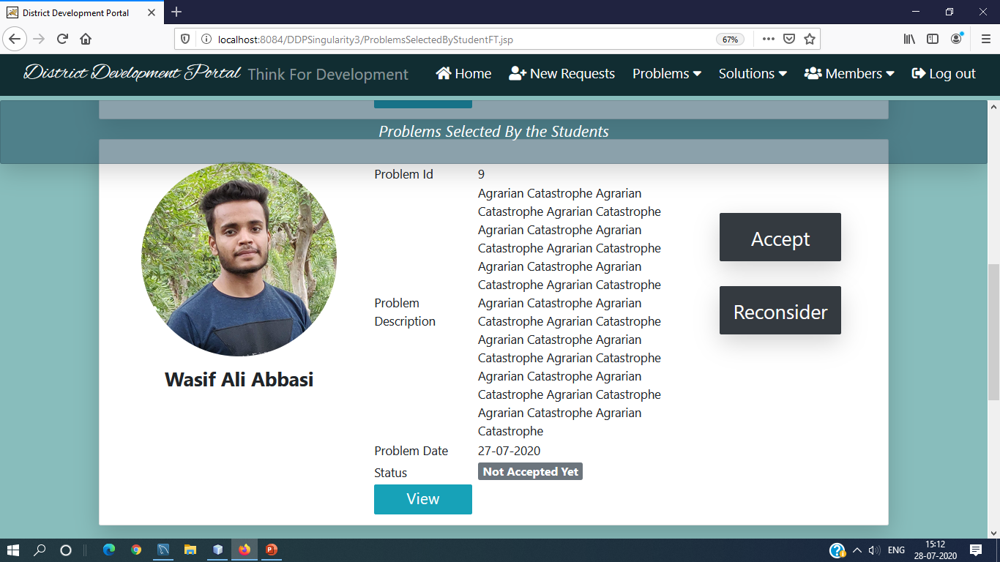 District Development Portal
localhost:8084/DDPSingularity3/ProblemsSelectedByStudentFT.jsp
67%
District Development Portal Think For Development Home New Requests Problems Solutions Members Log out
Problems Selected By the Students
Problem Id 9
Agrarian Catastrophe Agrarian
Catastrophe Agrarian Catastrophe
Agrarian Catastrophe Agrarian
Catastrophe Agrarian Catastrophe
Agrarian Catastrophe Agrarian
Catastrophe Agrarian Catastrophe
Problem Agrarian Catastrophe Agrarian
Description Catastrophe Agrarian Catastrophe
Agrarian Catastrophe Agrarian
Catastrophe Agrarian Catastrophe
Agrarian Catastrophe Agrarian
Catastrophe Agrarian Catastrophe
Agrarian Catastrophe Agrarian
Catastrophe
Problem Date 27-07-2020
Status Not Accepted Yet
View
Accept
Reconsider
Wasif Ali Abbasi
ENG
15:12
28-07-2020